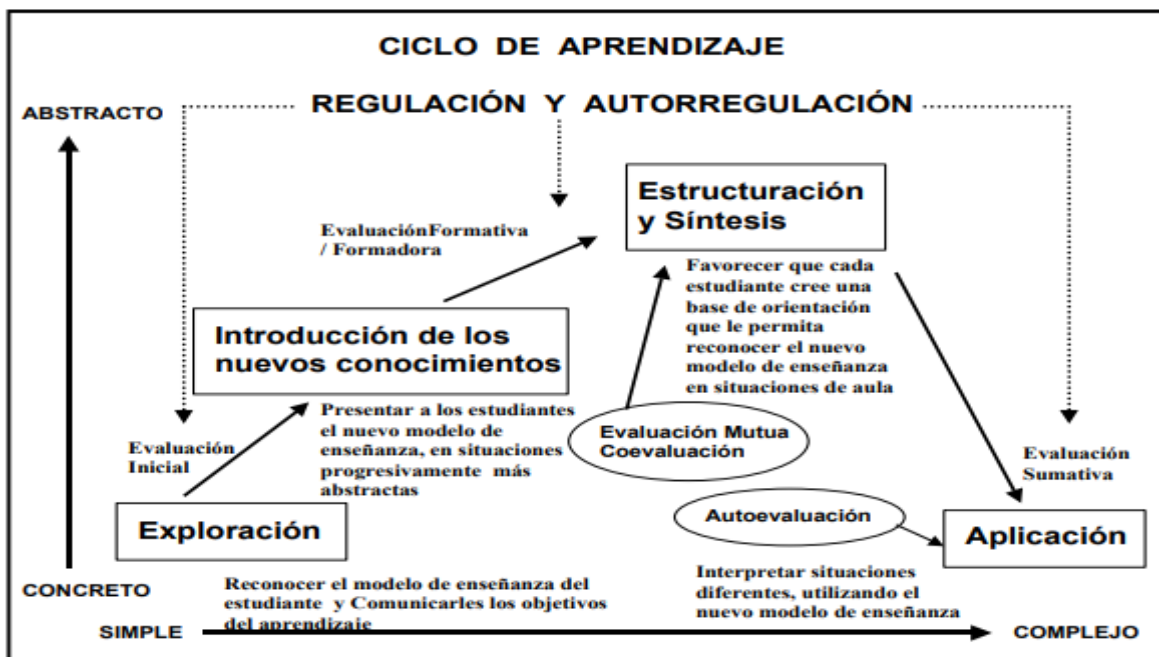 CICLO DE APRENDIZAJE
REGULACIÓN Y AUTORREGULACIÓN
ABSTRACTO
Estructuración
y Síntesis
EvaluaciónFormativa
/ Formadora
Favorecer que cada
estudiante cree una
base de orientación
que le permita
reconocer el nuevo
modelo de enseñanza
en situaciones de aula
Introducción de los
nuevos conocimientos
Presentar a los estudiantes
el nuevo modelo de
enseñanza, en situaciones
progresivamente más
abstractas
Evaluación Mutua
Coevaluación
Evaluación
Inicial
Evaluación
Sumativa
Exploración
Autoevaluación
Aplicación
Interpretar situaciones
diferentes, utilizando el
nuevo modelo de enseñanza
CONCRETO
Reconocer el modelo de enseñanza del
estudiante y Comunicarles los objetivos
del aprendizaje
SIMPLE
COMPLEJO